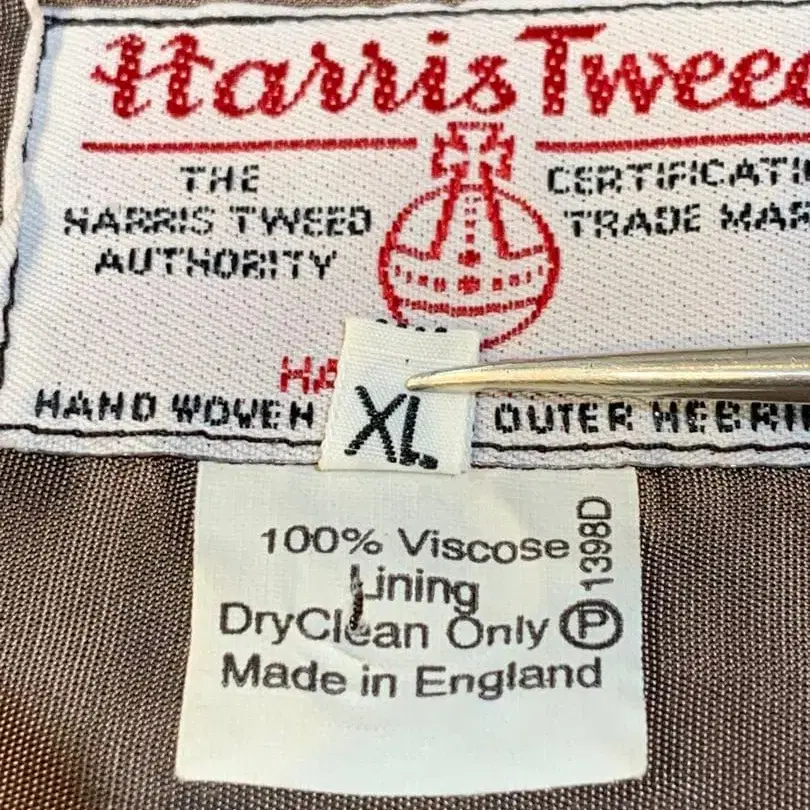 Harris Twee
THE
HARRIS TWEED
AUTHORITY
CERTIFICATI
TRADE MAR
HA
HAND WOVEN
XL
OUTER HEBRI
100% Viscose
Lining
DryClean Only P
Made in England
1398D